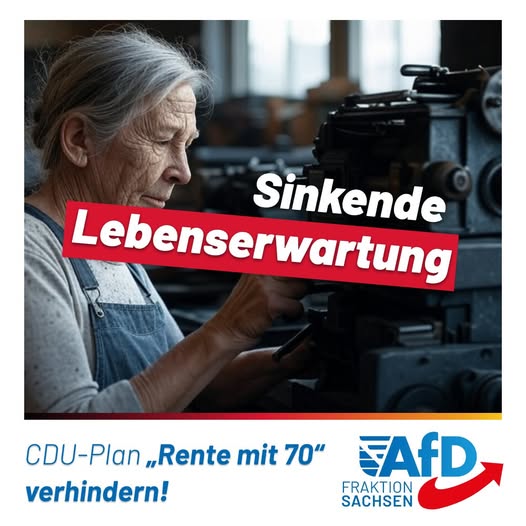 Sinkende
Lebenserwartung
CDU-Plan „Rente mit 70“
verhindern!
AfD
FRAKTION
SACHSEN